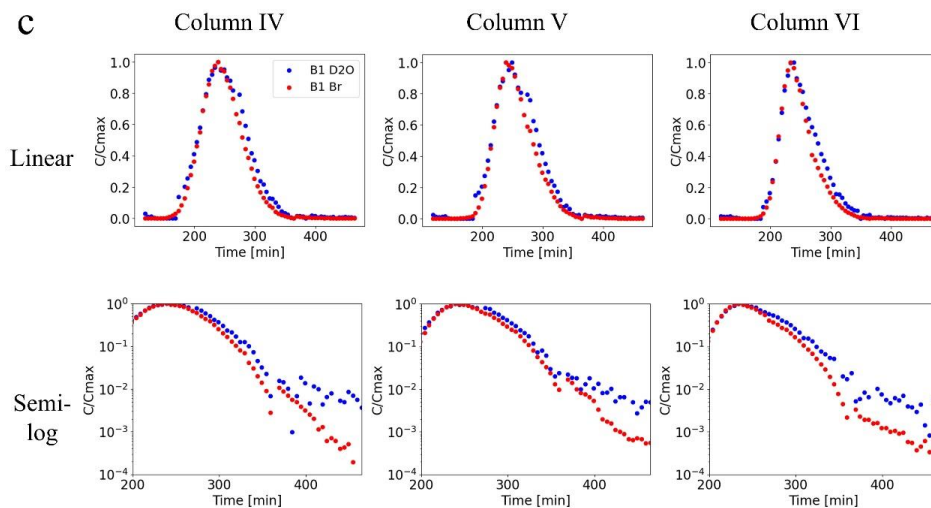 c
Column IV
Column V
Column VI
Linear
C/Cmax
1.0
0.8
0.6
0.4
0.2
0.0
B1 D2O
B1 Br
200
300
400
Time [min]
C/Cmax
1.0
0.8
0.6
0.4
0.2
0.0
200
300
400
Time [min]
C/Cmax
1.0
0.8
0.6
0.4
0.2
0.0
200
300
400
Time [min]
Semi-
log
C/Cmax
10⁰
10⁻¹
10⁻²
10⁻³
10⁻⁴
200
300
400
Time [min]
C/Cmax
10⁰
10⁻¹
10⁻²
10⁻³
10⁻⁴
200
300
400
Time [min]
C/Cmax
10⁰
10⁻¹
10⁻²
10⁻³
10⁻⁴
200
300
400
Time [min]